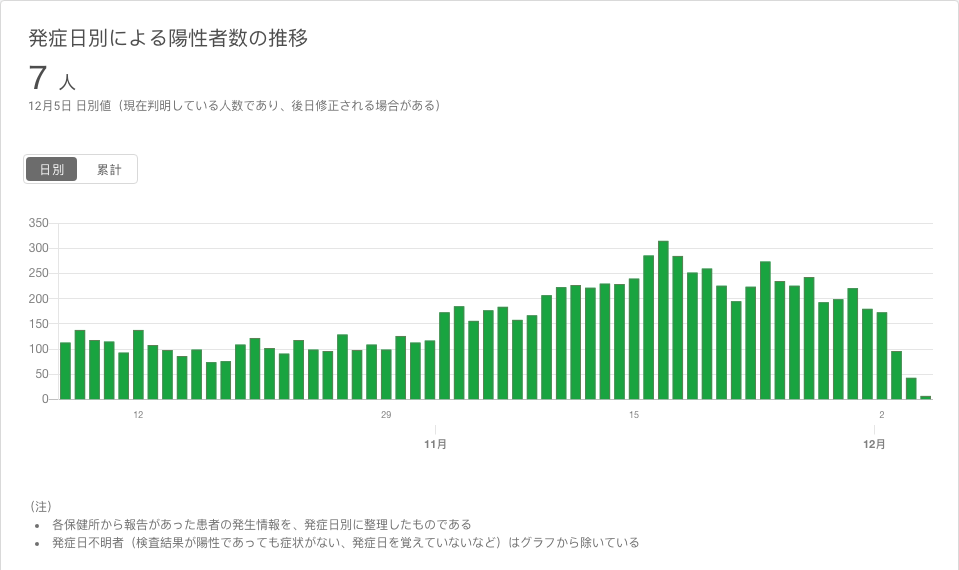 発症日別による陽性者数の推移
7 人
12月5日 日別値（現在判明している人数であり、後日修正される場合がある）
日別 累計
350
300
250
200
150
100
50
0
12 29 15 2
11月 12月
（注）
• 各保健所から報告があった患者の発生情報を、発症日別に整理したものである
• 発症日不明者（検査結果が陽性であっても症状がない、発症日を覚えていないなど）はグラフから除いている